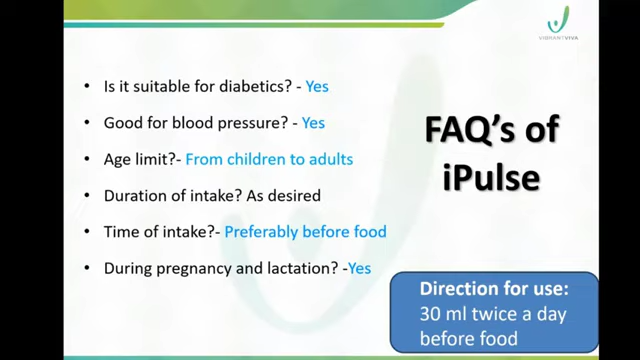 VIBRANTVIVA
• Is it suitable for diabetics? - Yes
• Good for blood pressure? - Yes
• Age limit?- From children to adults
• Duration of intake? As desired
• Time of intake?- Preferably before food
• During pregnancy and lactation? -Yes
FAQ's of
iPulse
Direction for use:
30 ml twice a day
before food